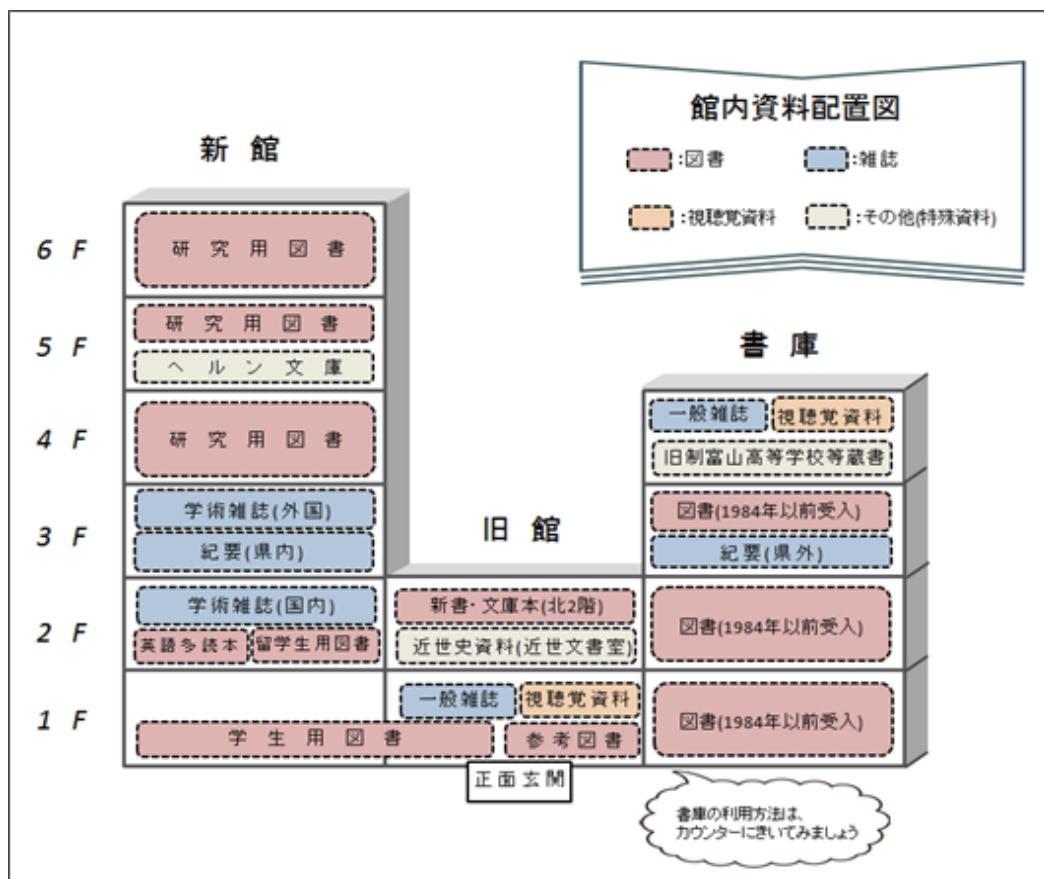 館内資料配置図
:図書
:雑誌
:視聴覚資料
:その他(特殊資料)
新館
書庫
旧館
6 F
研究用図書
5 F
研究用図書
ヘルン文庫
4 F
研究用図書
一般雑誌
視聴覚資料
旧制富山高等学校等蔵書
3 F
学術雑誌(外国)
紀要(県内)
図書(1984年以前受入)
紀要(県外)
2 F
学術雑誌(国内)
英語多読本
留学生用図書
新書・文庫本(北2階)
近世史資料(近世文書室)
図書(1984年以前受入)
1 F
一般雑誌
視聴覚資料
学生用図書
参考図書
図書(1984年以前受入)
正面玄関
書庫の利用方法は、
カウンターにきいてみましょう